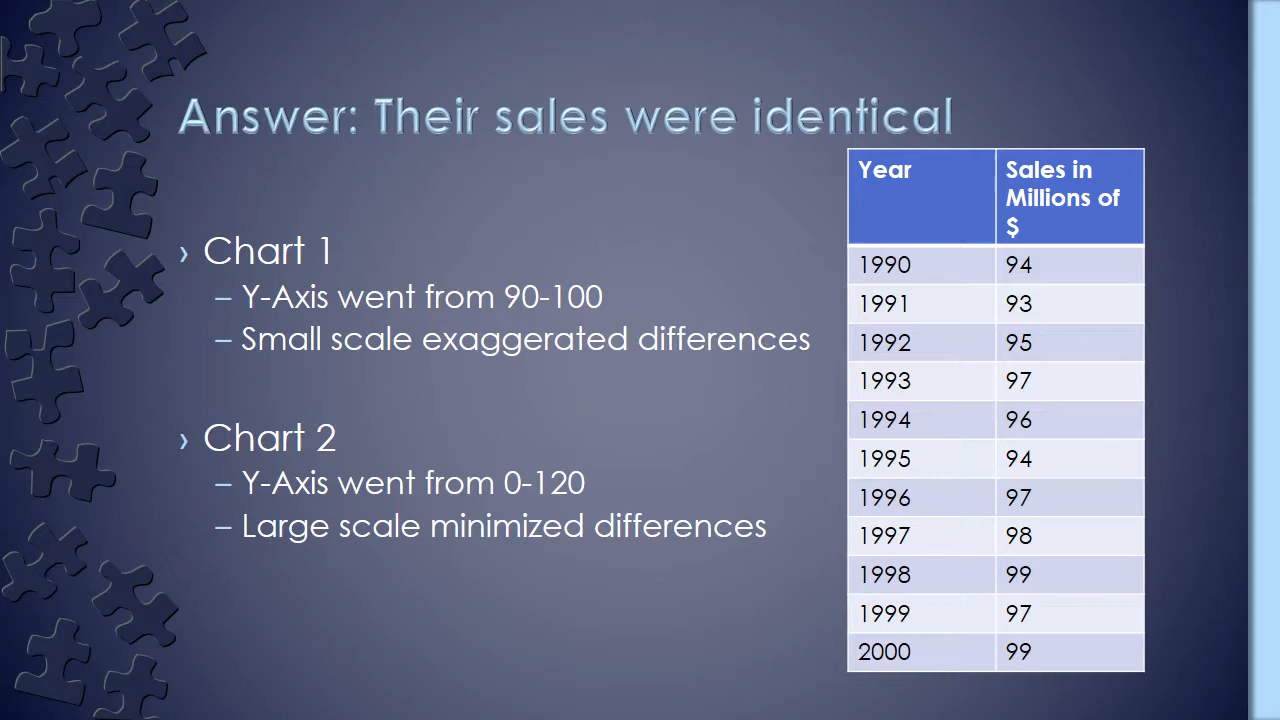 Answer: Their sales were identical
› Chart 1
– Y-Axis went from 90-100
– Small scale exaggerated differences
› Chart 2
– Y-Axis went from 0-120
– Large scale minimized differences
Year Sales in
Millions of
$
1990 94
1991 93
1992 95
1993 97
1994 96
1995 94
1996 97
1997 98
1998 99
1999 97
2000 99